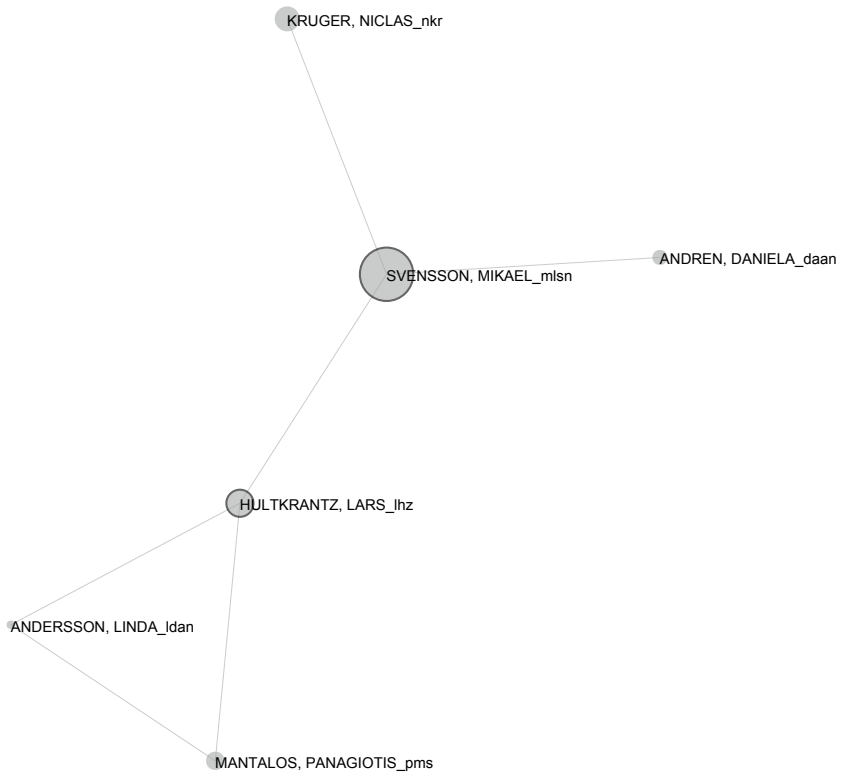 KRUGER, NICLAS_nkr
SVENSSON, MIKAEL_mlsn
ANDREN, DANIELA_daan
HULTKRANTZ, LARS_lhz
ANDERSSON, LINDA_ldan
MANTALOS, PANAGIOTIS_pms